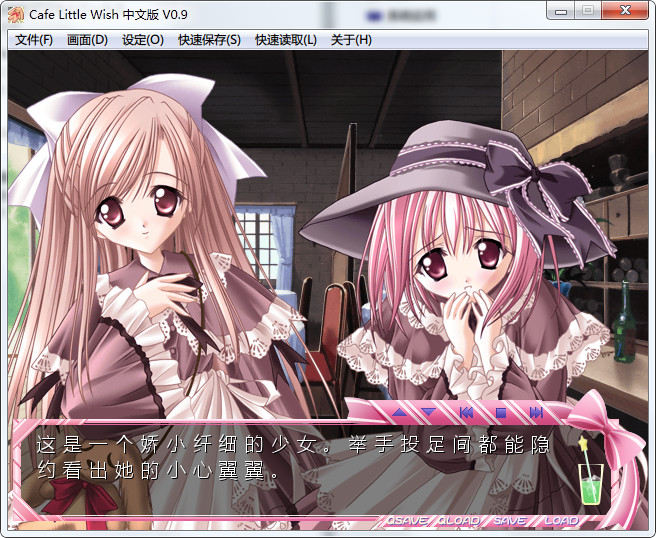 Cafe Little Wish 中文版 V0.9
文件(F) 画面(D) 设定(O) 快速保存(S) 快速读取(L) 关于(H)
这是一个娇小纤细的少女。举手投足间都能隐
约看出她的小心翼翼。
QSAVE QLOAD SAVE LOAD